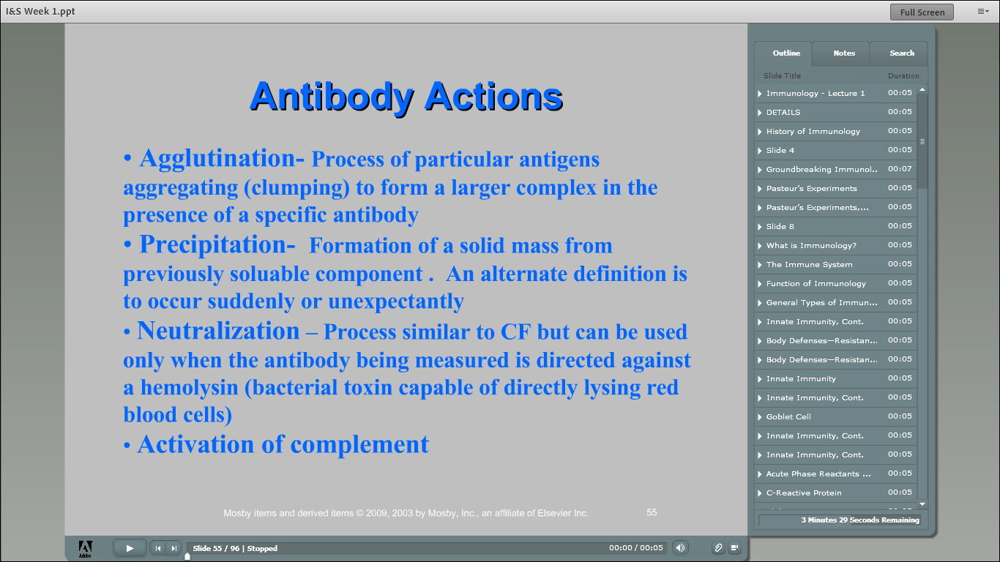 I&S Week 1.ppt
Full Screen
Antibody Actions
• Agglutination- Process of particular antigens
aggregating (clumping) to form a larger complex in the
presence of a specific antibody
• Precipitation- Formation of a solid mass from
previously soluable component . An alternate definition is
to occur suddenly or unexpectantly
• Neutralization – Process similar to CF but can be used
only when the antibody being measured is directed against
a hemolysin (bacterial toxin capable of directly lysing red
blood cells)
• Activation of complement
Mosby items and derived items © 2009, 2003 by Mosby, Inc., an affiliate of Elsevier Inc. 55
Adobe
Slide 55 / 96 | Stopped 00:00 / 00:05
Outline Notes Search
Slide Title Duration
Immunology - Lecture 1 00:05
DETAILS 00:05
History of Immunology 00:05
Slide 4 00:05
Groundbreaking Immunol.. 00:07
Pasteur's Experiments 00:05
Pasteur's Experiments,... 00:05
Slide 8 00:05
What is Immunology? 00:05
The Immune System 00:05
Function of Immunology 00:05
General Types of Immun... 00:05
Innate Immunity, Cont. 00:05
Body Defenses—Resistan... 00:05
Body Defenses—Resistan... 00:05
Innate Immunity 00:05
Innate Immunity, Cont. 00:05
Goblet Cell 00:05
Innate Immunity, Cont. 00:05
Innate Immunity, Cont. 00:05
Acute Phase Reactants ... 00:05
C-Reactive Protein 00:05
3 Minutes 29 Seconds Remaining